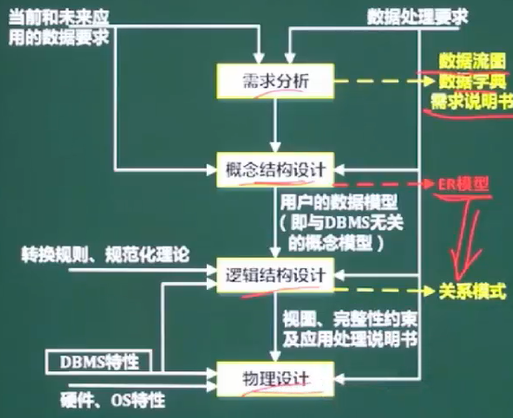 当前和未来应
用的数据要求
数据处理要求
需求分析
数据流图
数据字典
需求说明书
概念结构设计
ER模型
用户的数据模型
（即与DBMS无关
的概念模型）
转换规则、规范化理论
逻辑结构设计
关系模式
视图、完整性约束
及应用处理说明书
DBMS特性
物理设计
硬件、OS特性